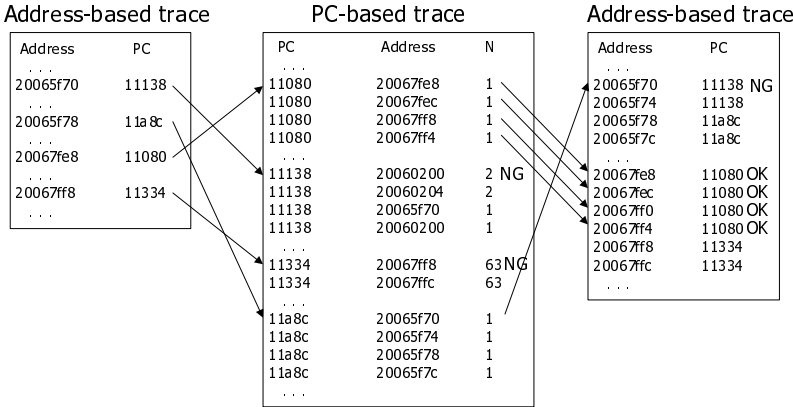 Address-based trace
Address PC
. . .
20065f70 11138
. . .
20065f78 11a8c
. . .
20067fe8 11080
. . .
20067ff8 11334
. . .
PC-based trace
PC Address N
. . .
11080 20067fe8 1
11080 20067fec 1
11080 20067ff8 1
11080 20067ff4 1
. . .
11138 20060200 2 NG
11138 20060204 2
11138 20065f70 1
11138 20060200 1
. . .
11334 20067ff8 63 NG
11334 20067ffc 63
. . .
11a8c 20065f70 1
11a8c 20065f74 1
11a8c 20065f78 1
11a8c 20065f7c 1
. . .
Address-based trace
Address PC
. . .
20065f70 11138 NG
20065f74 11138
20065f78 11a8c
20065f7c 11a8c
. . .
20067fe8 11080 OK
20067fec 11080 OK
20067ff0 11080 OK
20067ff4 11080 OK
20067ff8 11334
20067ffc 11334
. . .